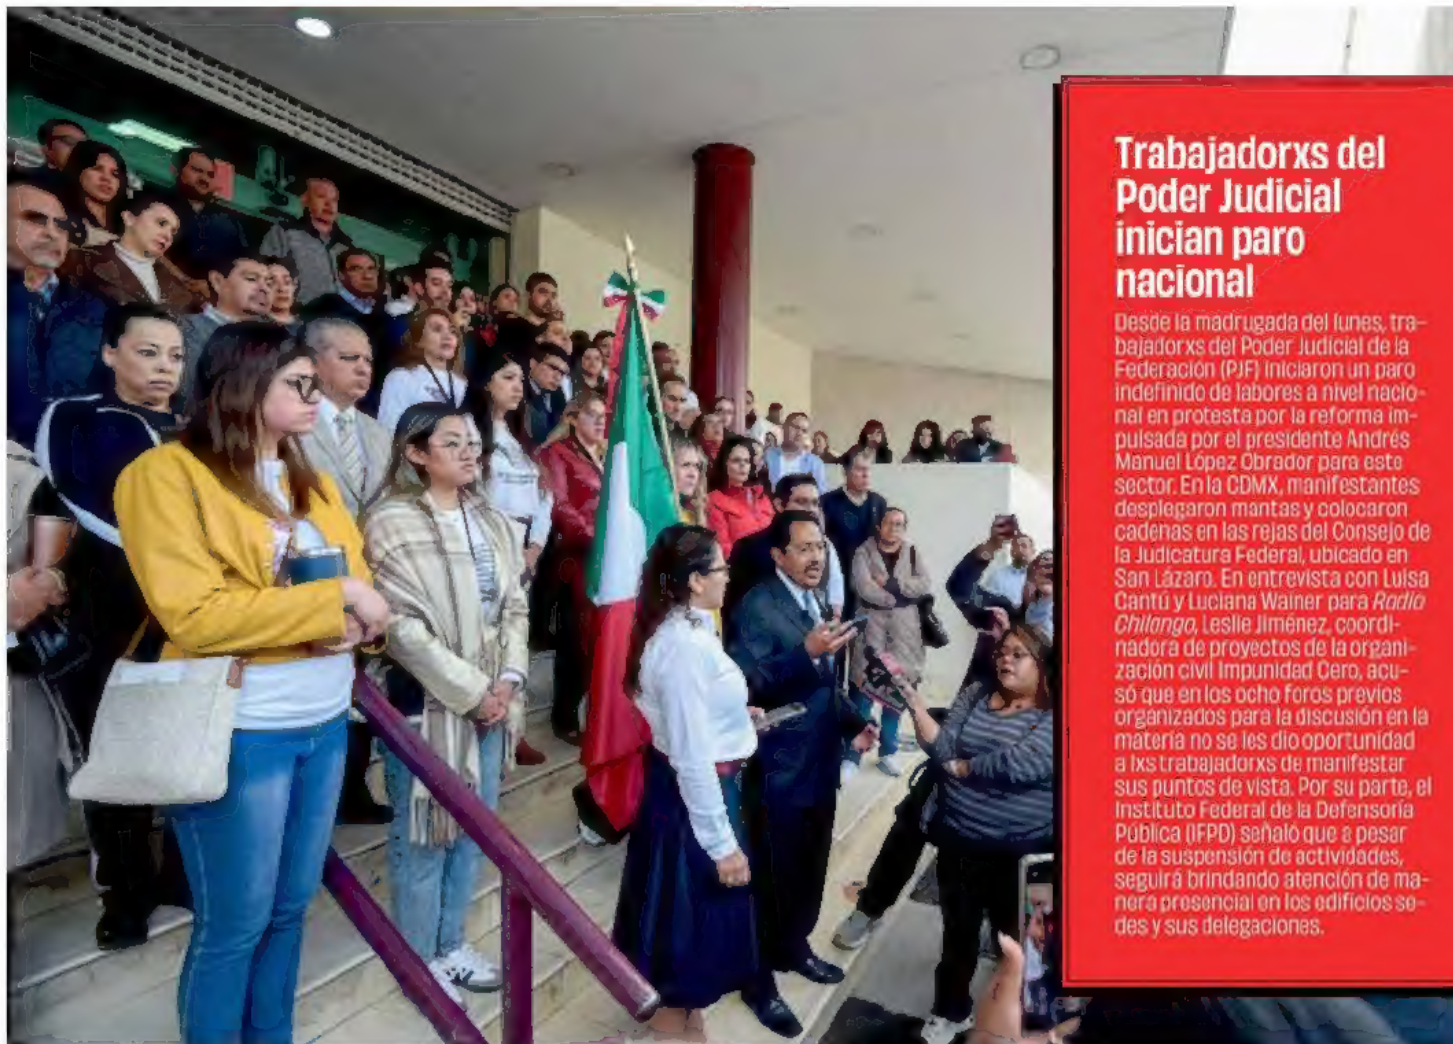 Trabajadorxs del
Poder Judicial
inician paro
nacional
Desde la madrugada del lunes, tra-
bajadorxs del Poder Judicial de la
Federación (PJF) iniciaron un paro
indefinido de labores a nivel nacio-
nal en protesta por la reforma im-
pulsada por el presidente Andrés
Manuel López Obrador para este
sector. En la CDMX, manifestantes
desplegaron mantas y colocaron
cadenas en las rejas del Consejo de
la Judicatura Federal, ubicado en
San Lázaro. En entrevista con Luisa
Cantú y Luciana Wainer para Radio
Chilango, Leslie Jiménez, coordi-
nadora de proyectos de la organi-
zación civil Impunidad Cero, acu-
só que en los ocho foros previos
organizados para la discusión en la
materia no se les dio oportunidad
a lxs trabajadorxs de manifestar
sus puntos de vista. Por su parte, el
Instituto Federal de la Defensoría
Pública (IFPD) señaló que a pesar
de la suspensión de actividades,
seguirá brindando atención de ma-
nera presencial en los edificios se-
des y sus delegaciones.